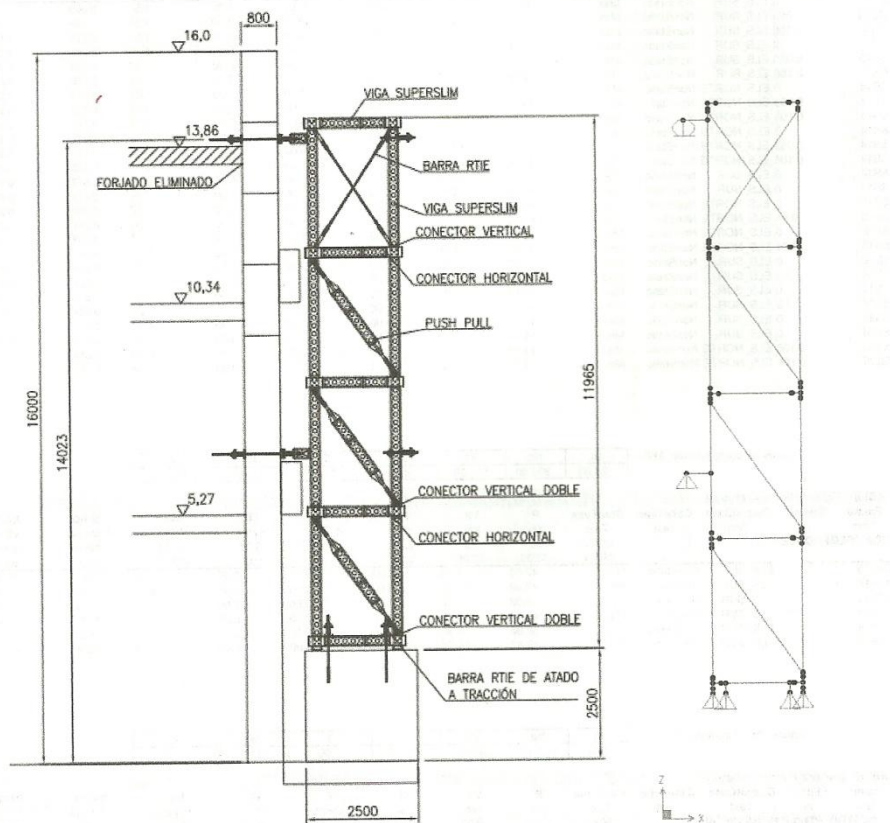 800
16,0
VIGA SUPERSLIM
13,86
BARRA RTIE
FORJADO ELIMINADO
VIGA SUPERSLIM
CONECTOR VERTICAL
CONECTOR HORIZONTAL
10,34
PUSH PULL
11965
16000
14023
CONECTOR VERTICAL DOBLE
5,27
CONECTOR HORIZONTAL
CONECTOR VERTICAL DOBLE
BARRA RTIE DE ATADO
A TRACCIÓN
2500
2500
Z
X